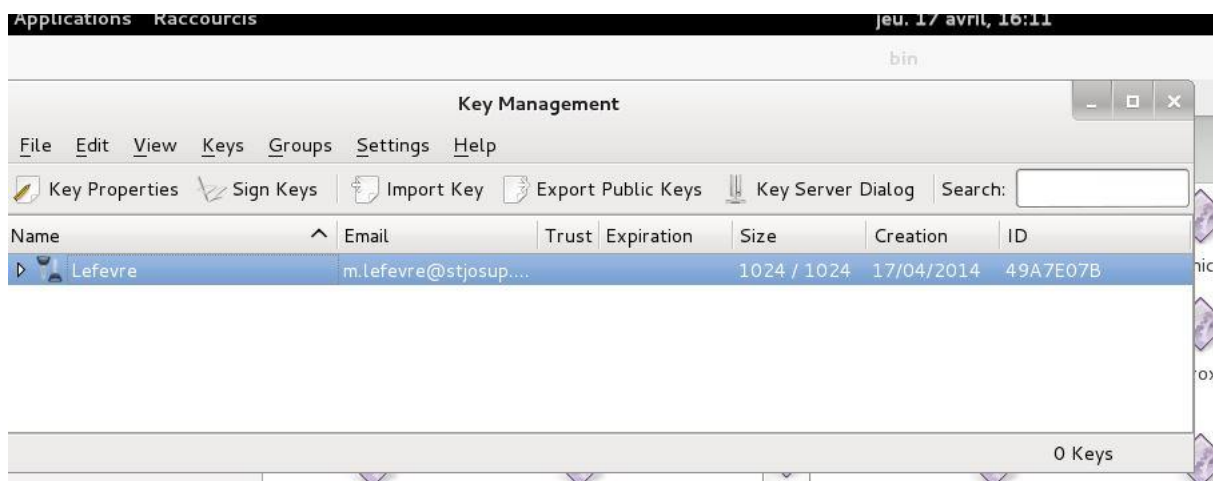 Applications Raccourcis jeu. 17 avril, 16:11
bin
Key Management
File Edit View Keys Groups Settings Help
Key Properties Sign Keys Import Key Export Public Keys Key Server Dialog Search:
Name Email Trust Expiration Size Creation ID
Lefevre m.lefevre@stjosup.... 1024 / 1024 17/04/2014 49A7E07B
0 Keys